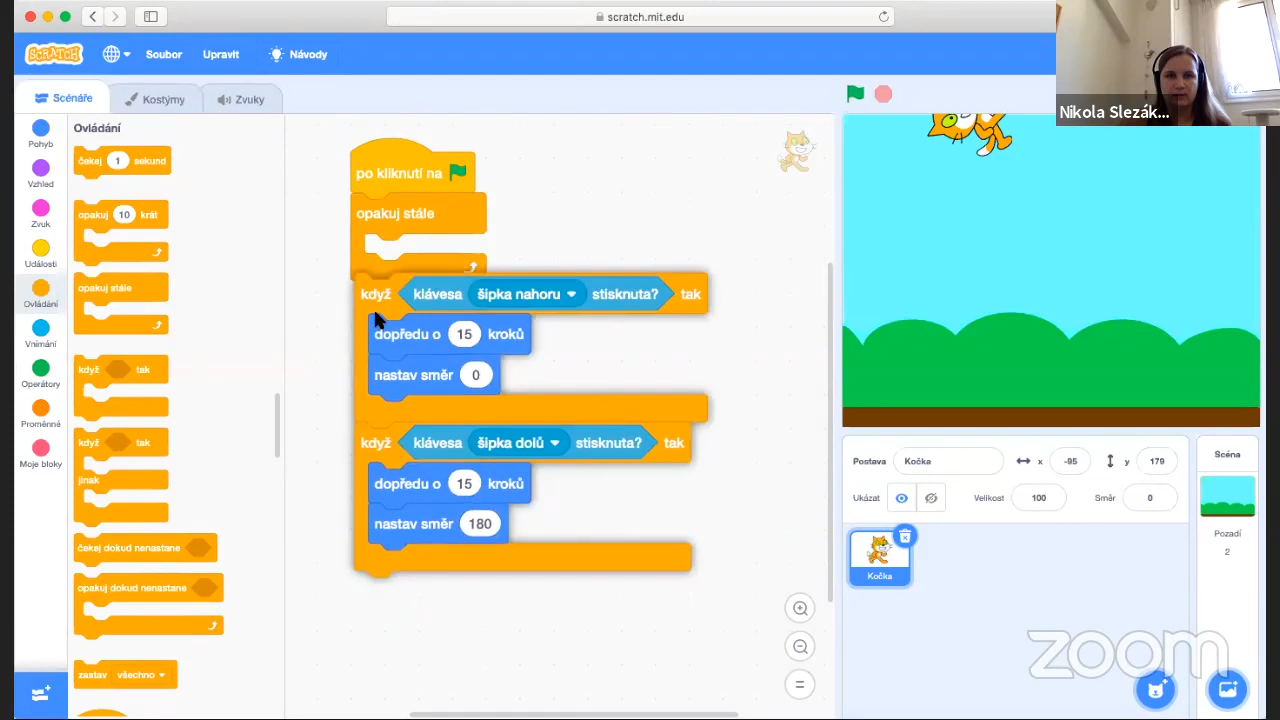 scratch.mit.edu
SCRATCH
Soubor
Upravit
Návody
Nikola Slezák...
Scénáře
Kostýmy
Zvuky
Pohyb
Vzhled
Zvuk
Události
Ovládání
Vnímání
Operátory
Proměnné
Moje bloky
Ovládání
čekej 1 sekund
opakuj 10 krát
opakuj stále
když tak
když tak
jinak
čekej dokud nenastane
opakuj dokud nenastane
zastav všechno
po kliknutí na
opakuj stále
když klávesa šipka nahoru stisknuta? tak
dopředu o 15 kroků
nastav směr 0
když klávesa šipka dolů stisknuta? tak
dopředu o 15 kroků
nastav směr 180
Postava Kočka x -95 y 179
Ukázat Velikost 100 Směr 0
Kočka
Scéna
Pozadí
2
zoom